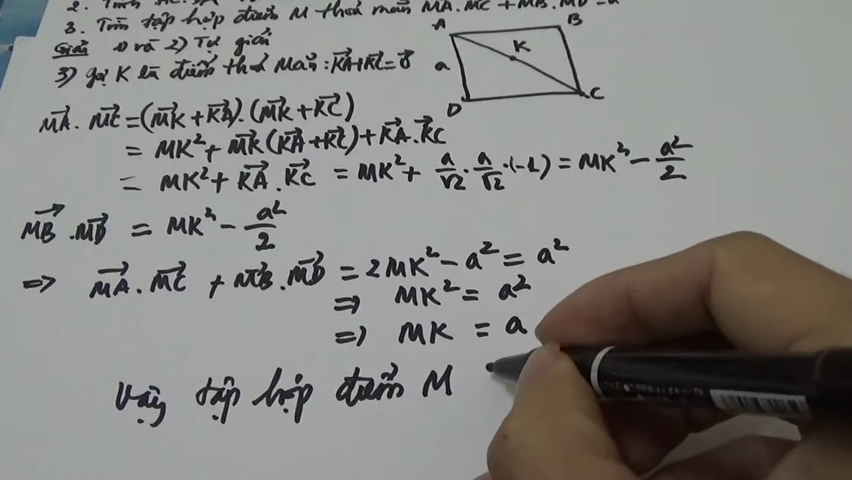 3. Tìm tập hợp điểm M thoả mãn MA.MC + MB.MD = a²
Giải 1) và 2) Tự giải
3) gọi K là điểm thoả mãn: KA+KC=0
A B K a D C
MA . MC = (MK+KA).(MK+KC)
= MK² + MK(KA+KC)+KA.KC
= MK² + KA.KC = MK² + a/√2 . a/√2 .(-1) = MK² - a²/2
MB . MD = MK² - a²/2
=> MA . MC + MB . MD = 2MK² - a² = a²
=> MK² = a²
=> MK = a
Vậy tập hợp điểm M